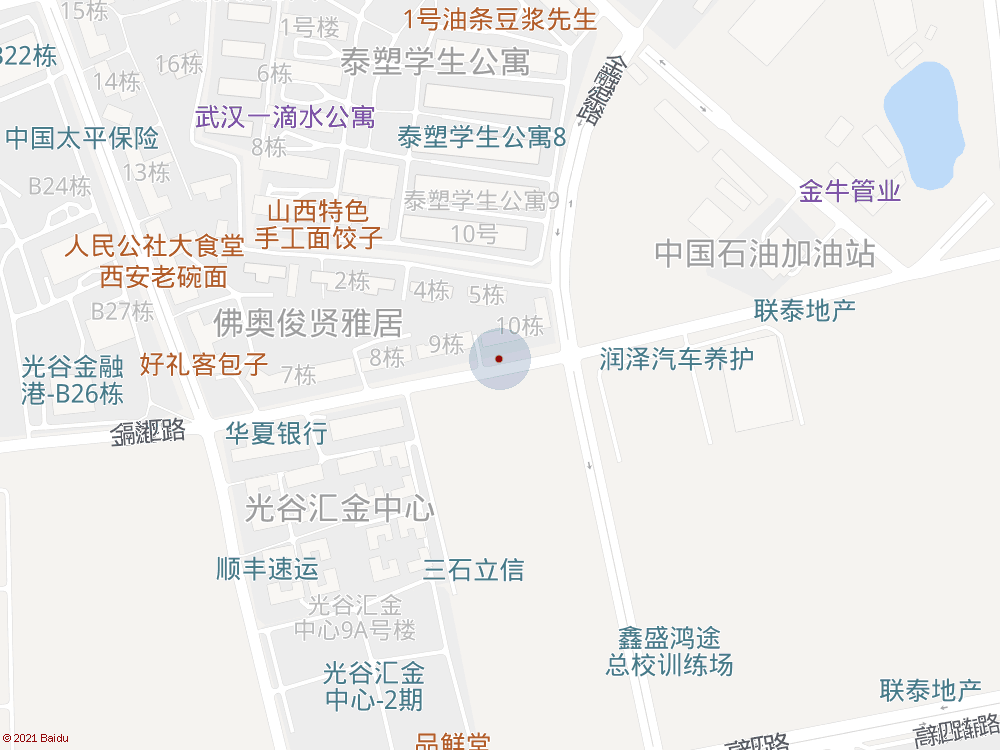 15栋
1号楼
1号油条豆浆先生
B22栋
16栋
6栋
泰塑学生公寓
14栋
武汉一滴水公寓
中国太平保险
8栋
泰塑学生公寓8
13栋
B24栋
泰塑学生公寓9
10号
金牛管业
山西特色
手工面饺子
人民公社大食堂
西安老碗面
中国石油加油站
2栋
4栋
5栋
B27栋
佛奥俊贤雅居
10栋
联泰地产
9栋
8栋
7栋
光谷金融
港-B26栋
好礼客包子
润泽汽车养护
华夏银行
光谷汇金中心
顺丰速运
三石立信
光谷汇金
中心9A号楼
鑫盛鸿途
总校训练场
光谷汇金
中心-2期
联泰地产
品鲜堂
© 2021 Baidu